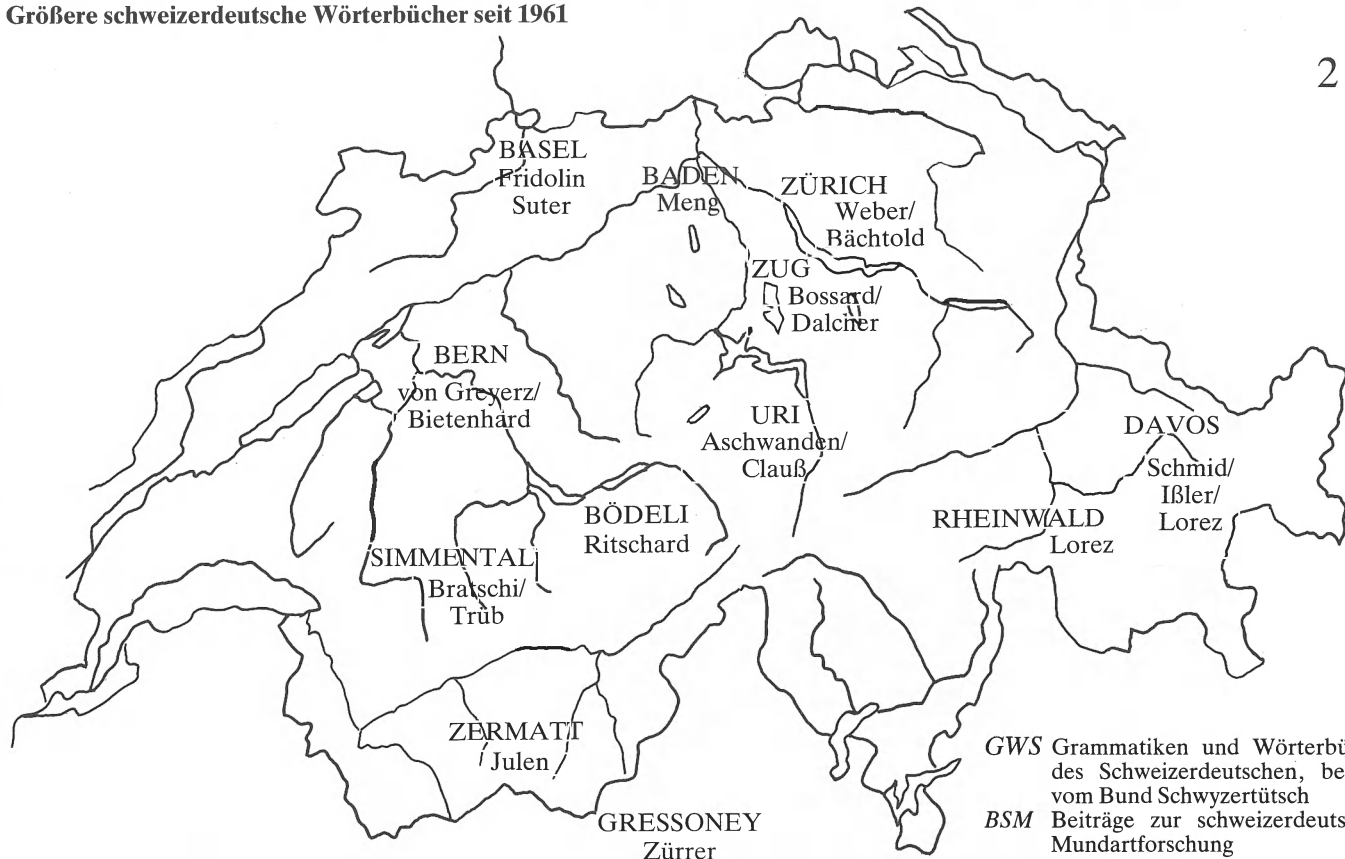 Größere schweizerdeutsche Wörterbücher seit 1961
2
BASEL
Fridolin
Suter
BADEN
Meng
ZÜRICH
Weber/
Bächtold
ZUG
Bossard/
Dalcher
BERN
von Greyerz/
Bietenhard
URI
Aschwanden/
Clauß
DAVOS
Schmid/
Ißler/
Lorez
BÖDELI
Ritschard
RHEINWALD
Lorez
SIMMENTAL
Bratschi/
Trüb
ZERMATT
Julen
GRESSONEY
Zürrer
GWS Grammatiken und Wörterbü
des Schweizerdeutschen, be
vom Bund Schwyzertütsch
BSM Beiträge zur schweizerdeuts
Mundartforschung